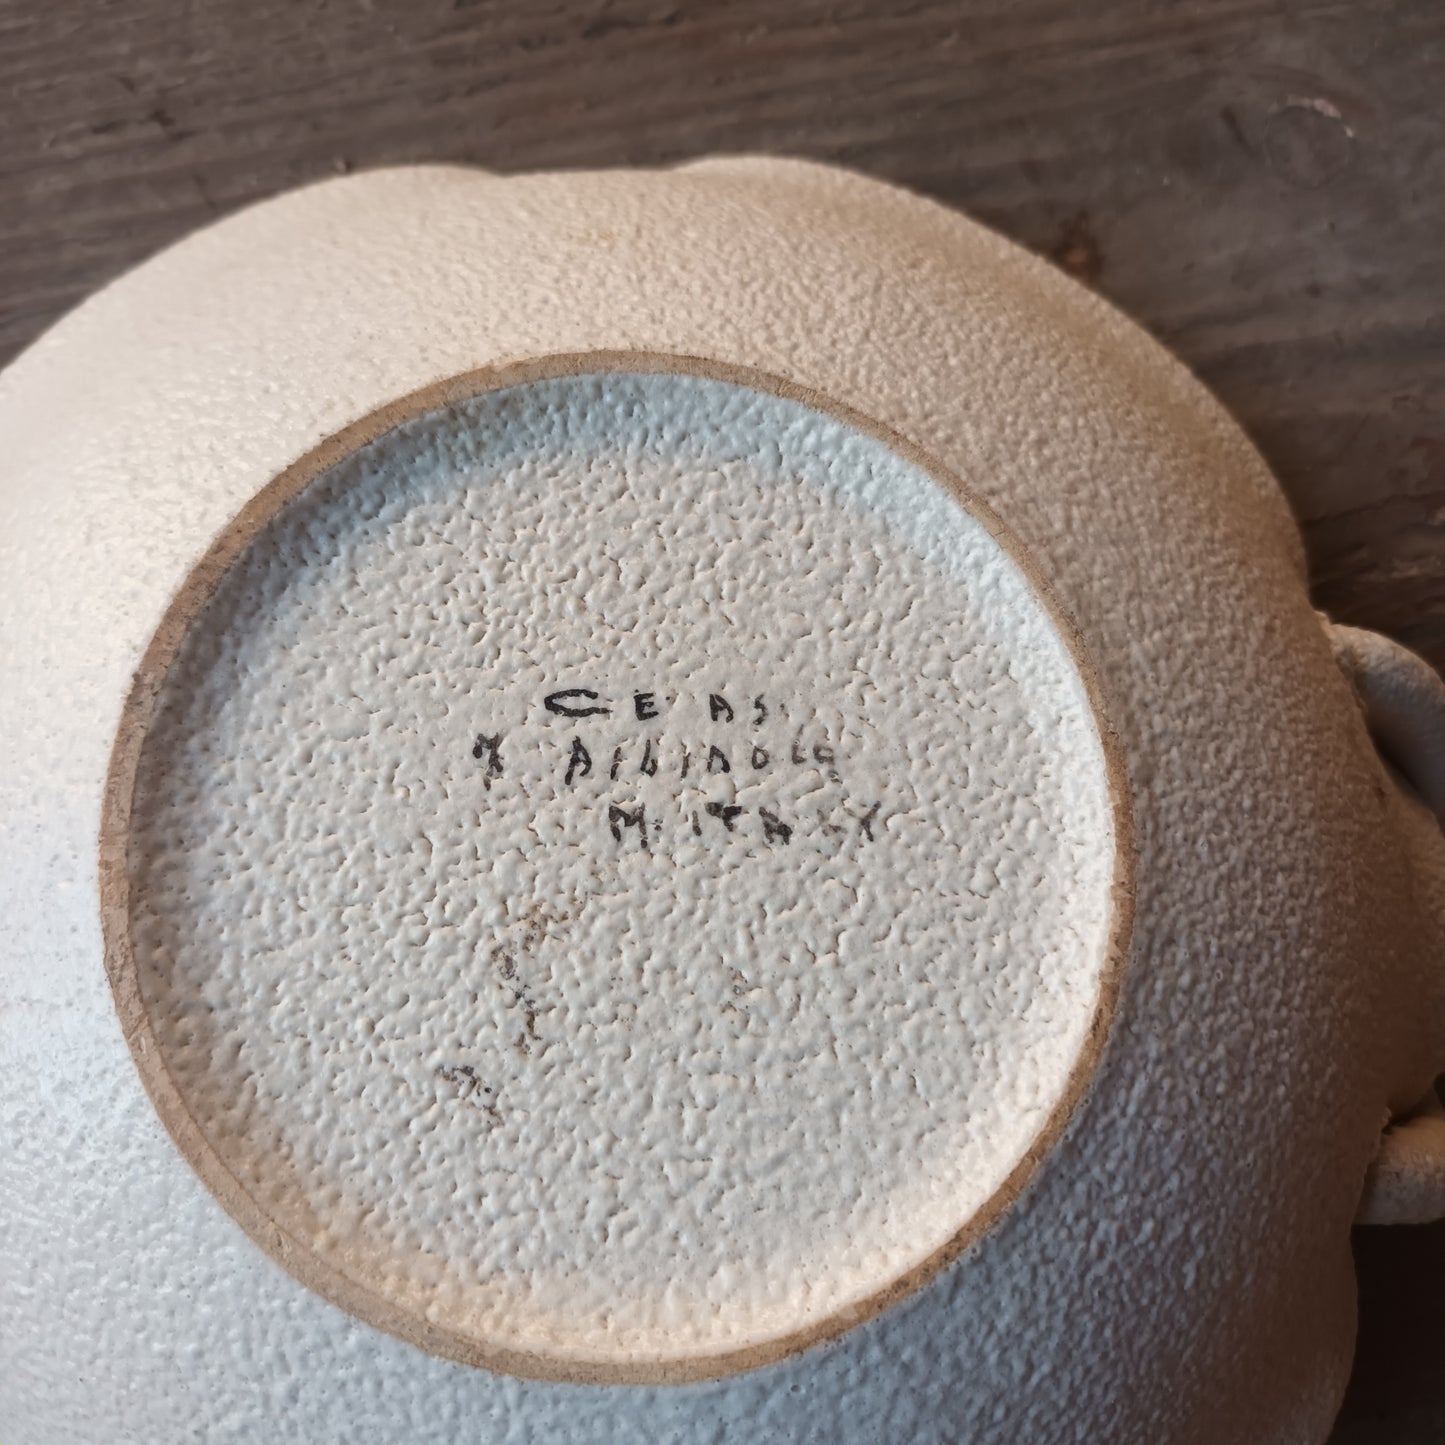 CE. AS.
F. Albisola
M. ITALY